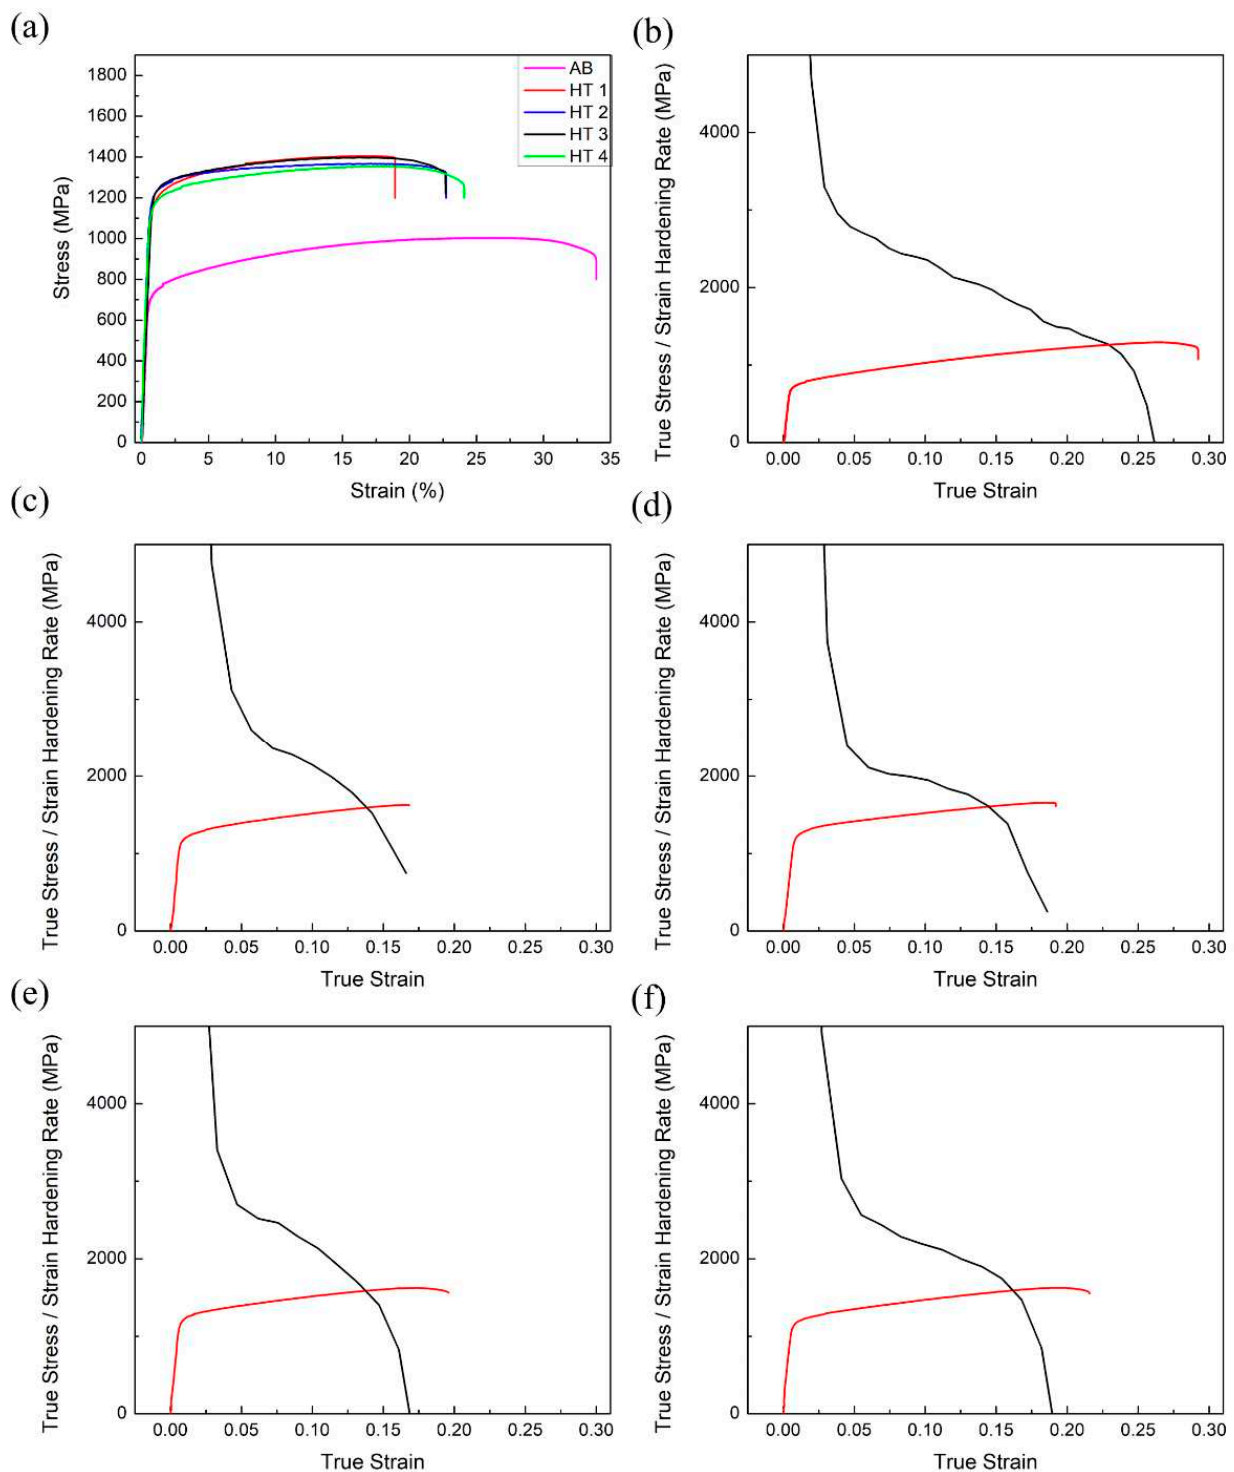 (a)
Stress (MPa)
1800
1600
1400
1200
1000
800
600
400
200
0
AB
HT 1
HT 2
HT 3
HT 4
0 5 10 15 20 25 30 35
Strain (%)
(b)
True Stress / Strain Hardening Rate (MPa)
4000
2000
0
0.00 0.05 0.10 0.15 0.20 0.25 0.30
True Strain
(c)
True Stress / Strain Hardening Rate (MPa)
4000
2000
0
0.00 0.05 0.10 0.15 0.20 0.25 0.30
True Strain
(d)
True Stress / Strain Hardening Rate (MPa)
4000
2000
0
0.00 0.05 0.10 0.15 0.20 0.25 0.30
True Strain
(e)
True Stress / Strain Hardening Rate (MPa)
4000
2000
0
0.00 0.05 0.10 0.15 0.20 0.25 0.30
True Strain
(f)
True Stress / Strain Hardening Rate (MPa)
4000
2000
0
0.00 0.05 0.10 0.15 0.20 0.25 0.30
True Strain